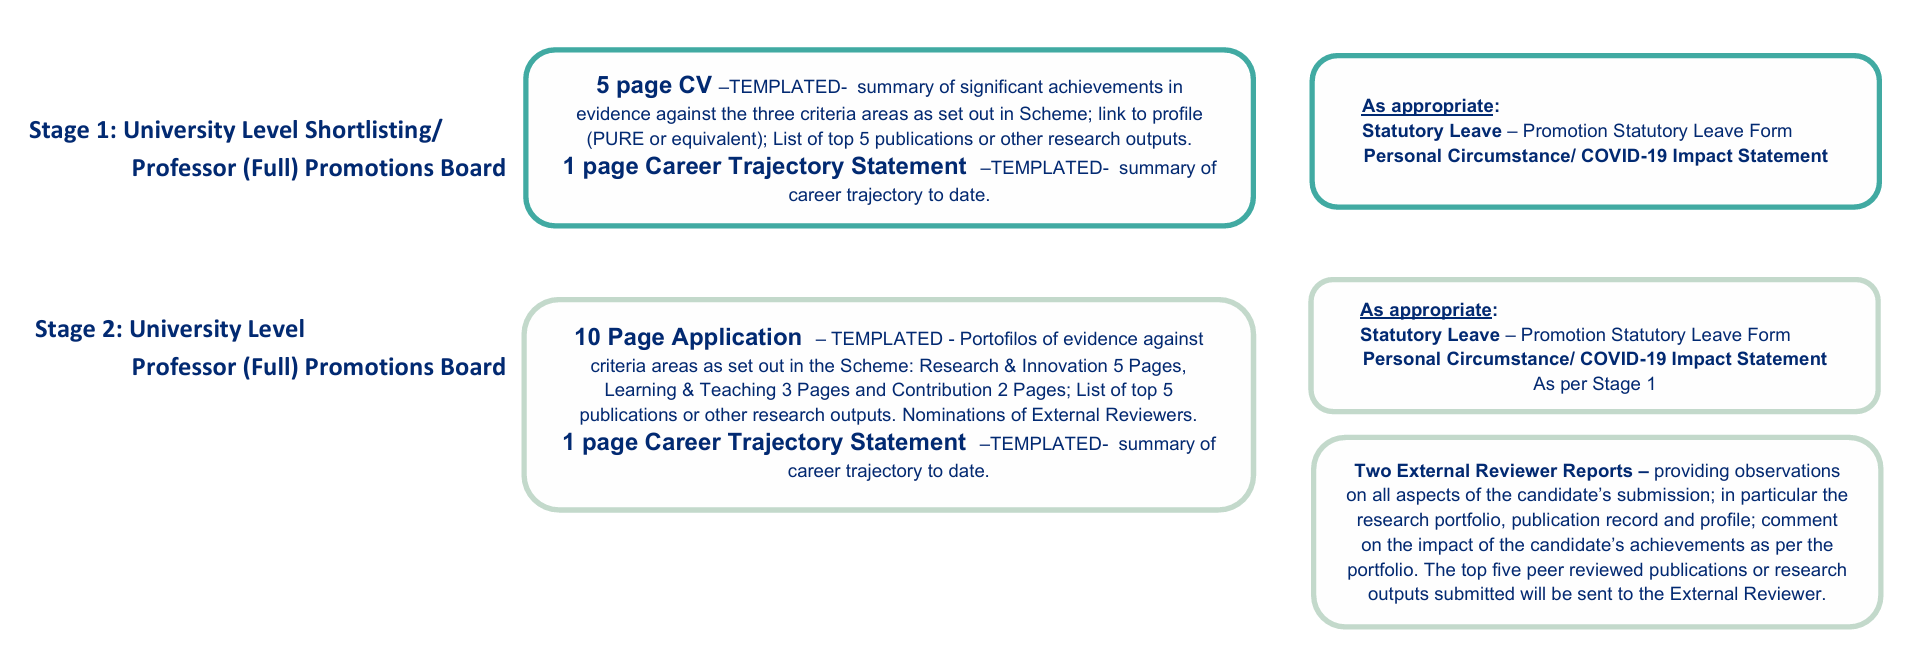 Stage 1: University Level Shortlisting/
Professor (Full) Promotions Board
5 page CV –TEMPLATED- summary of significant achievements in
evidence against the three criteria areas as set out in Scheme; link to profile
(PURE or equivalent); List of top 5 publications or other research outputs.
1 page Career Trajectory Statement –TEMPLATED- summary of
career trajectory to date.
As appropriate:
Statutory Leave – Promotion Statutory Leave Form
Personal Circumstance/ COVID-19 Impact Statement
Stage 2: University Level
Professor (Full) Promotions Board
10 Page Application – TEMPLATED - Portofilos of evidence against
criteria areas as set out in the Scheme: Research & Innovation 5 Pages,
Learning & Teaching 3 Pages and Contribution 2 Pages; List of top 5
publications or other research outputs. Nominations of External Reviewers.
1 page Career Trajectory Statement –TEMPLATED- summary of
career trajectory to date.
As appropriate:
Statutory Leave – Promotion Statutory Leave Form
Personal Circumstance/ COVID-19 Impact Statement
As per Stage 1
Two External Reviewer Reports – providing observations
on all aspects of the candidate’s submission; in particular the
research portfolio, publication record and profile; comment
on the impact of the candidate’s achievements as per the
portfolio. The top five peer reviewed publications or research
outputs submitted will be sent to the External Reviewer.